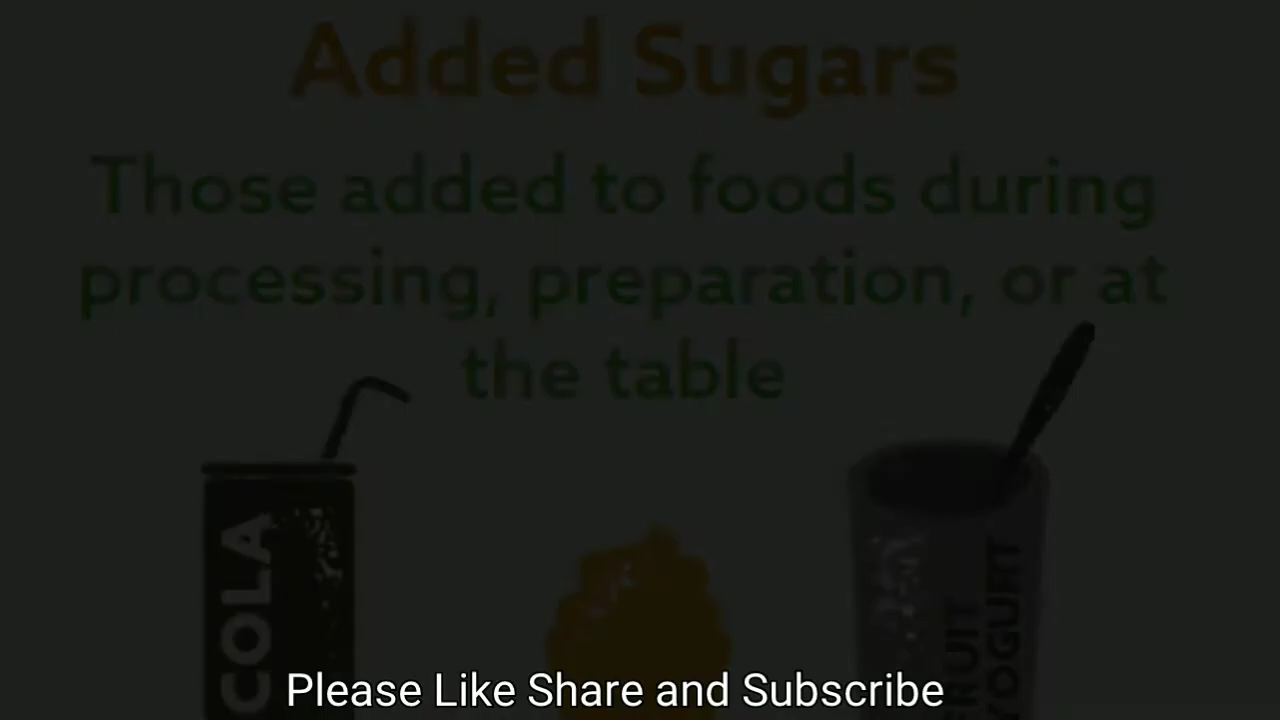 Added Sugars
Those added to foods during
processing, preparation, or at
the table
COLA
FRUIT
YOGURT
Please Like Share and Subscribe